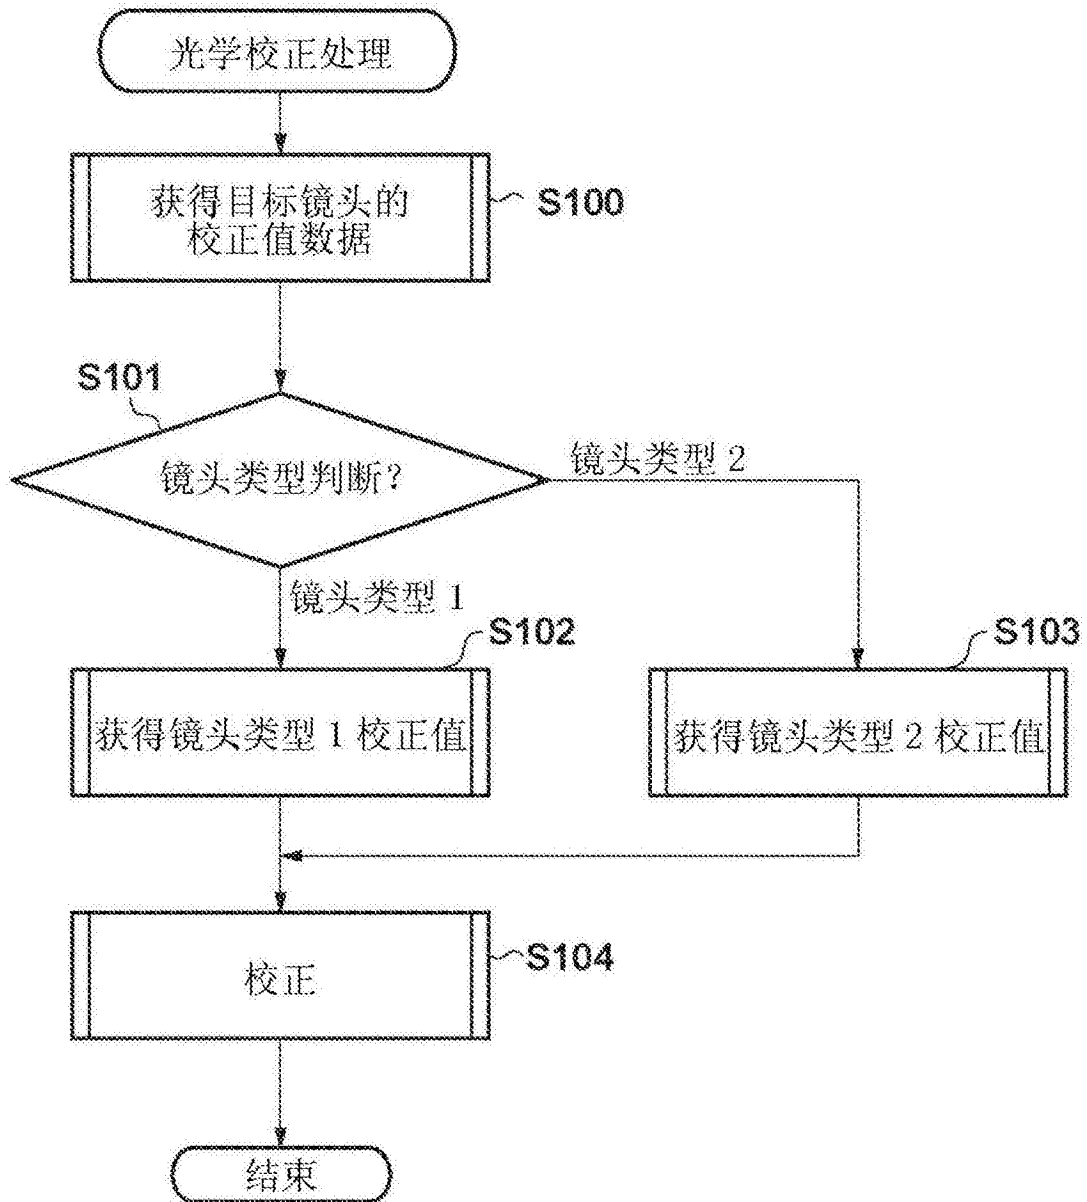 光学校正处理
获得目标镜头的
校正值数据
S100
S101
镜头类型判断?
镜头类型 2
镜头类型 1
S102
S103
获得镜头类型 1 校正值
获得镜头类型 2 校正值
校正
S104
结束